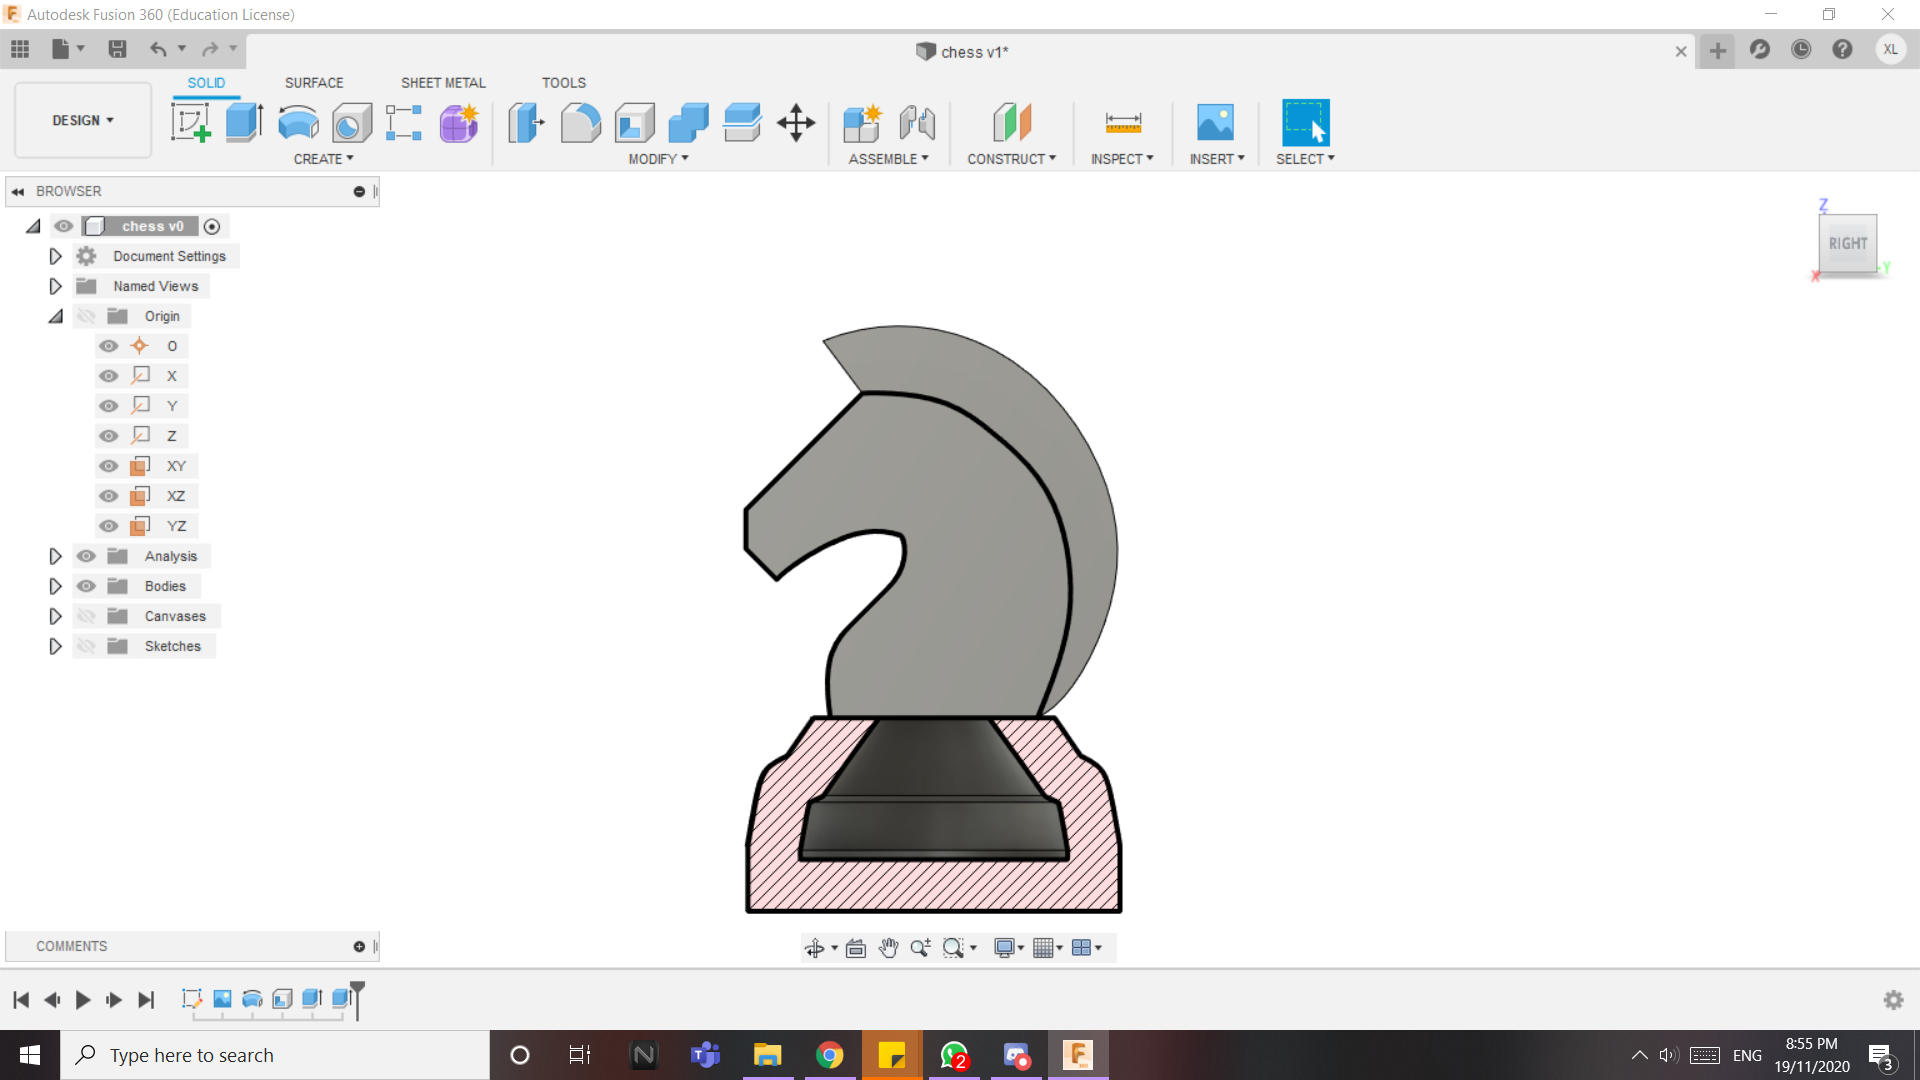 Autodesk Fusion 360 (Education License)
chess v1*
XL
SOLID SURFACE SHEET METAL TOOLS
DESIGN
CREATE MODIFY ASSEMBLE CONSTRUCT INSPECT INSERT SELECT
BROWSER
chess v0
Document Settings
Named Views
Origin
O
X
Y
Z
XY
XZ
YZ
Analysis
Bodies
Canvases
Sketches
Z
RIGHT
X
Y
COMMENTS
Type here to search
2
ENG
8:55 PM
19/11/2020
3